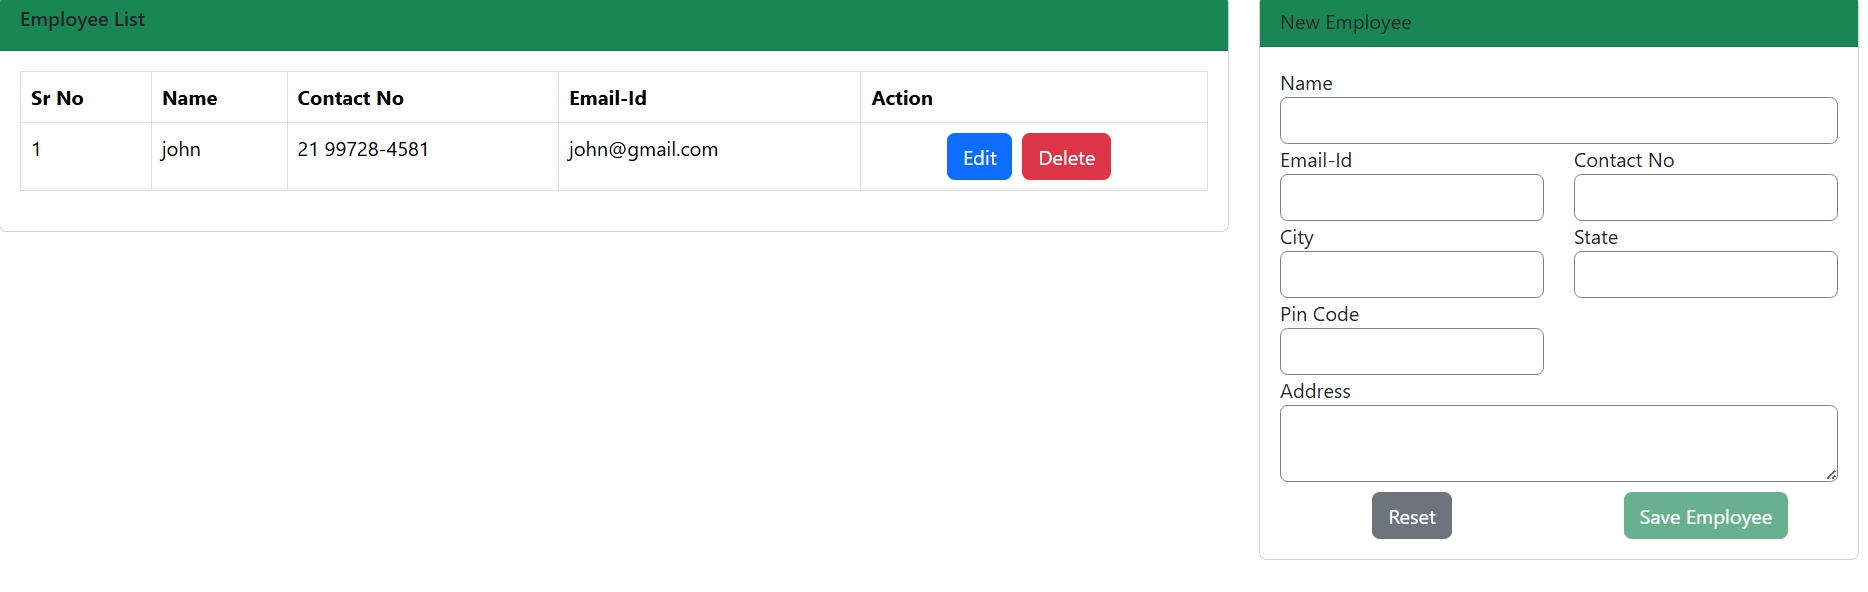 Employee List
Sr No Name Contact No Email-Id Action
1 john 21 99728-4581 john@gmail.com Edit Delete
New Employee
Name
Email-Id Contact No
City State
Pin Code
Address
Reset Save Employee